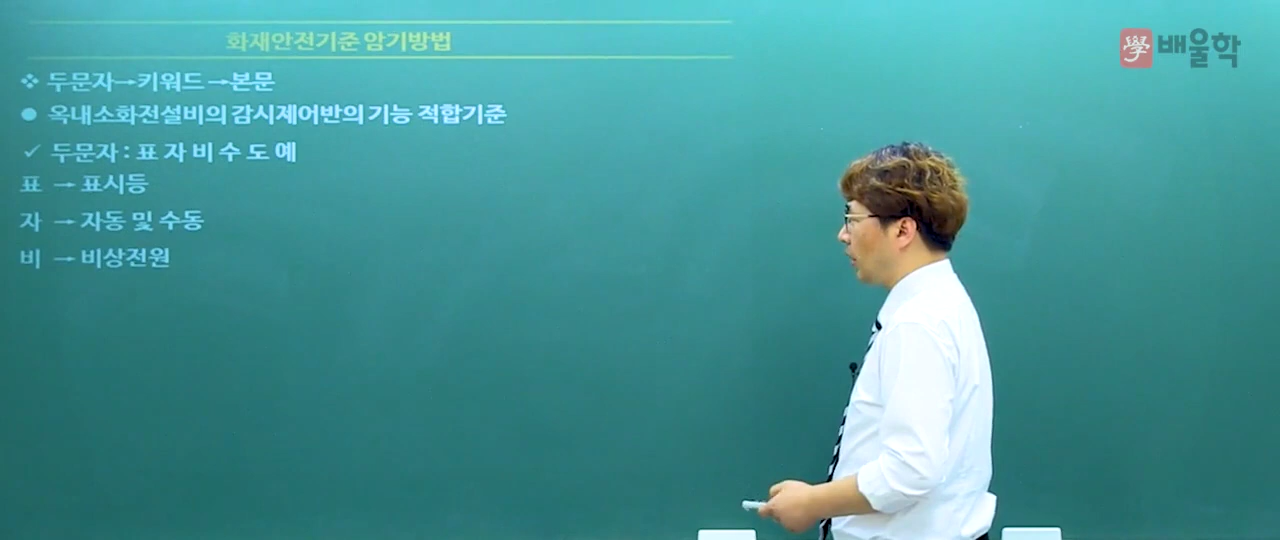 화재안전기준 암기방법
學 배울학
❖ 두문자→키워드→본문
● 옥내소화전설비의 감시제어반의 기능 적합기준
✓ 두문자 : 표 자 비 수 도 예
표 → 표시등
자 → 자동 및 수동
비 → 비상전원